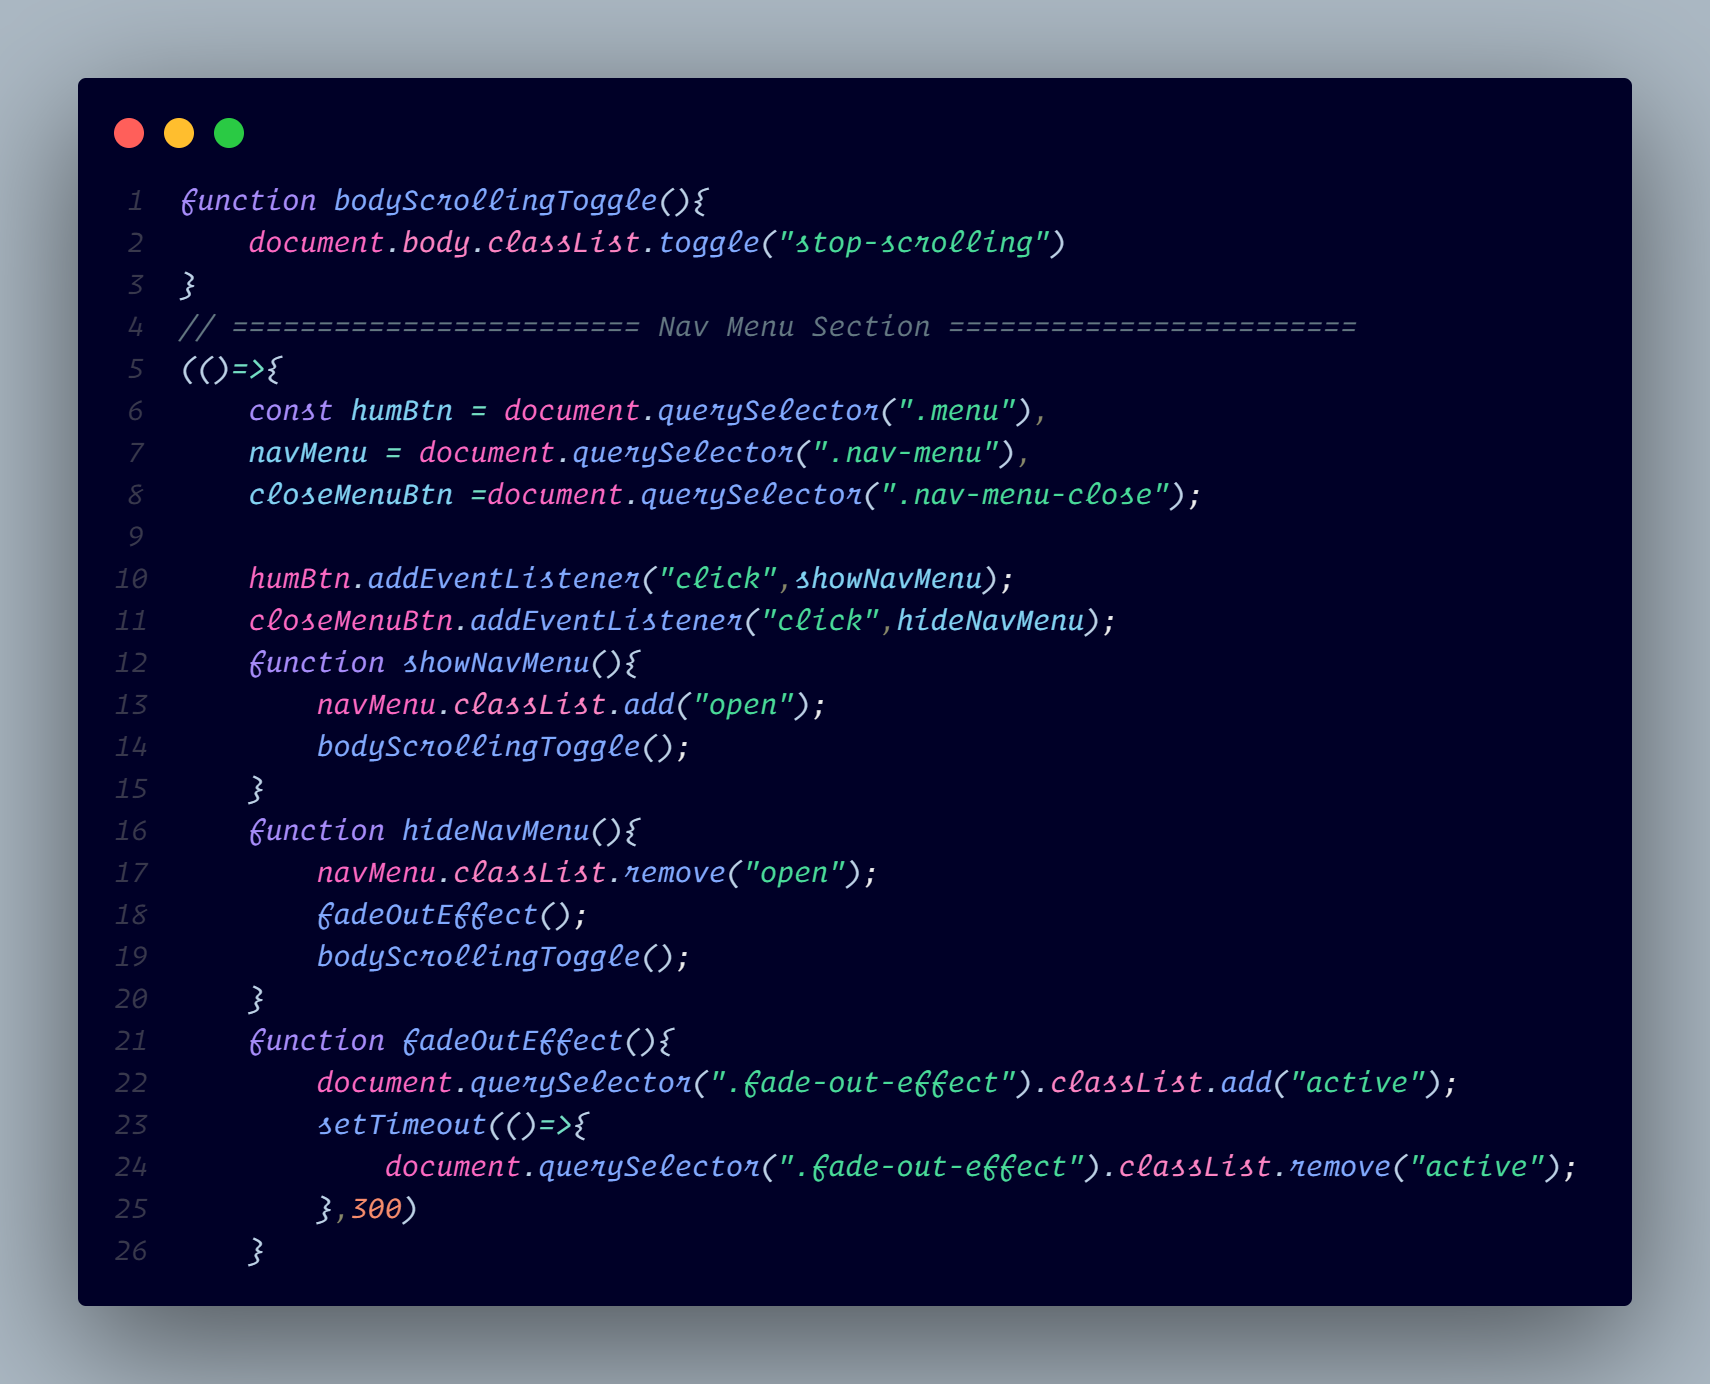 1 function bodyScrollingToggle(){
2     document.body.classList.toggle("stop-scrolling")
3 }
4 // ======================== Nav Menu Section ========================
5 (()=>{
6     const humBtn = document.querySelector(".menu"),
7     navMenu = document.querySelector(".nav-menu"),
8     closeMenuBtn =document.querySelector(".nav-menu-close");
9
10     humBtn.addEventListener("click",showNavMenu);
11     closeMenuBtn.addEventListener("click",hideNavMenu);
12     function showNavMenu(){
13         navMenu.classList.add("open");
14         bodyScrollingToggle();
15     }
16     function hideNavMenu(){
17         navMenu.classList.remove("open");
18         fadeOutEffect();
19         bodyScrollingToggle();
20     }
21     function fadeOutEffect(){
22         document.querySelector(".fade-out-effect").classList.add("active");
23         setTimeout(()=>{
24             document.querySelector(".fade-out-effect").classList.remove("active");
25         },300)
26     }